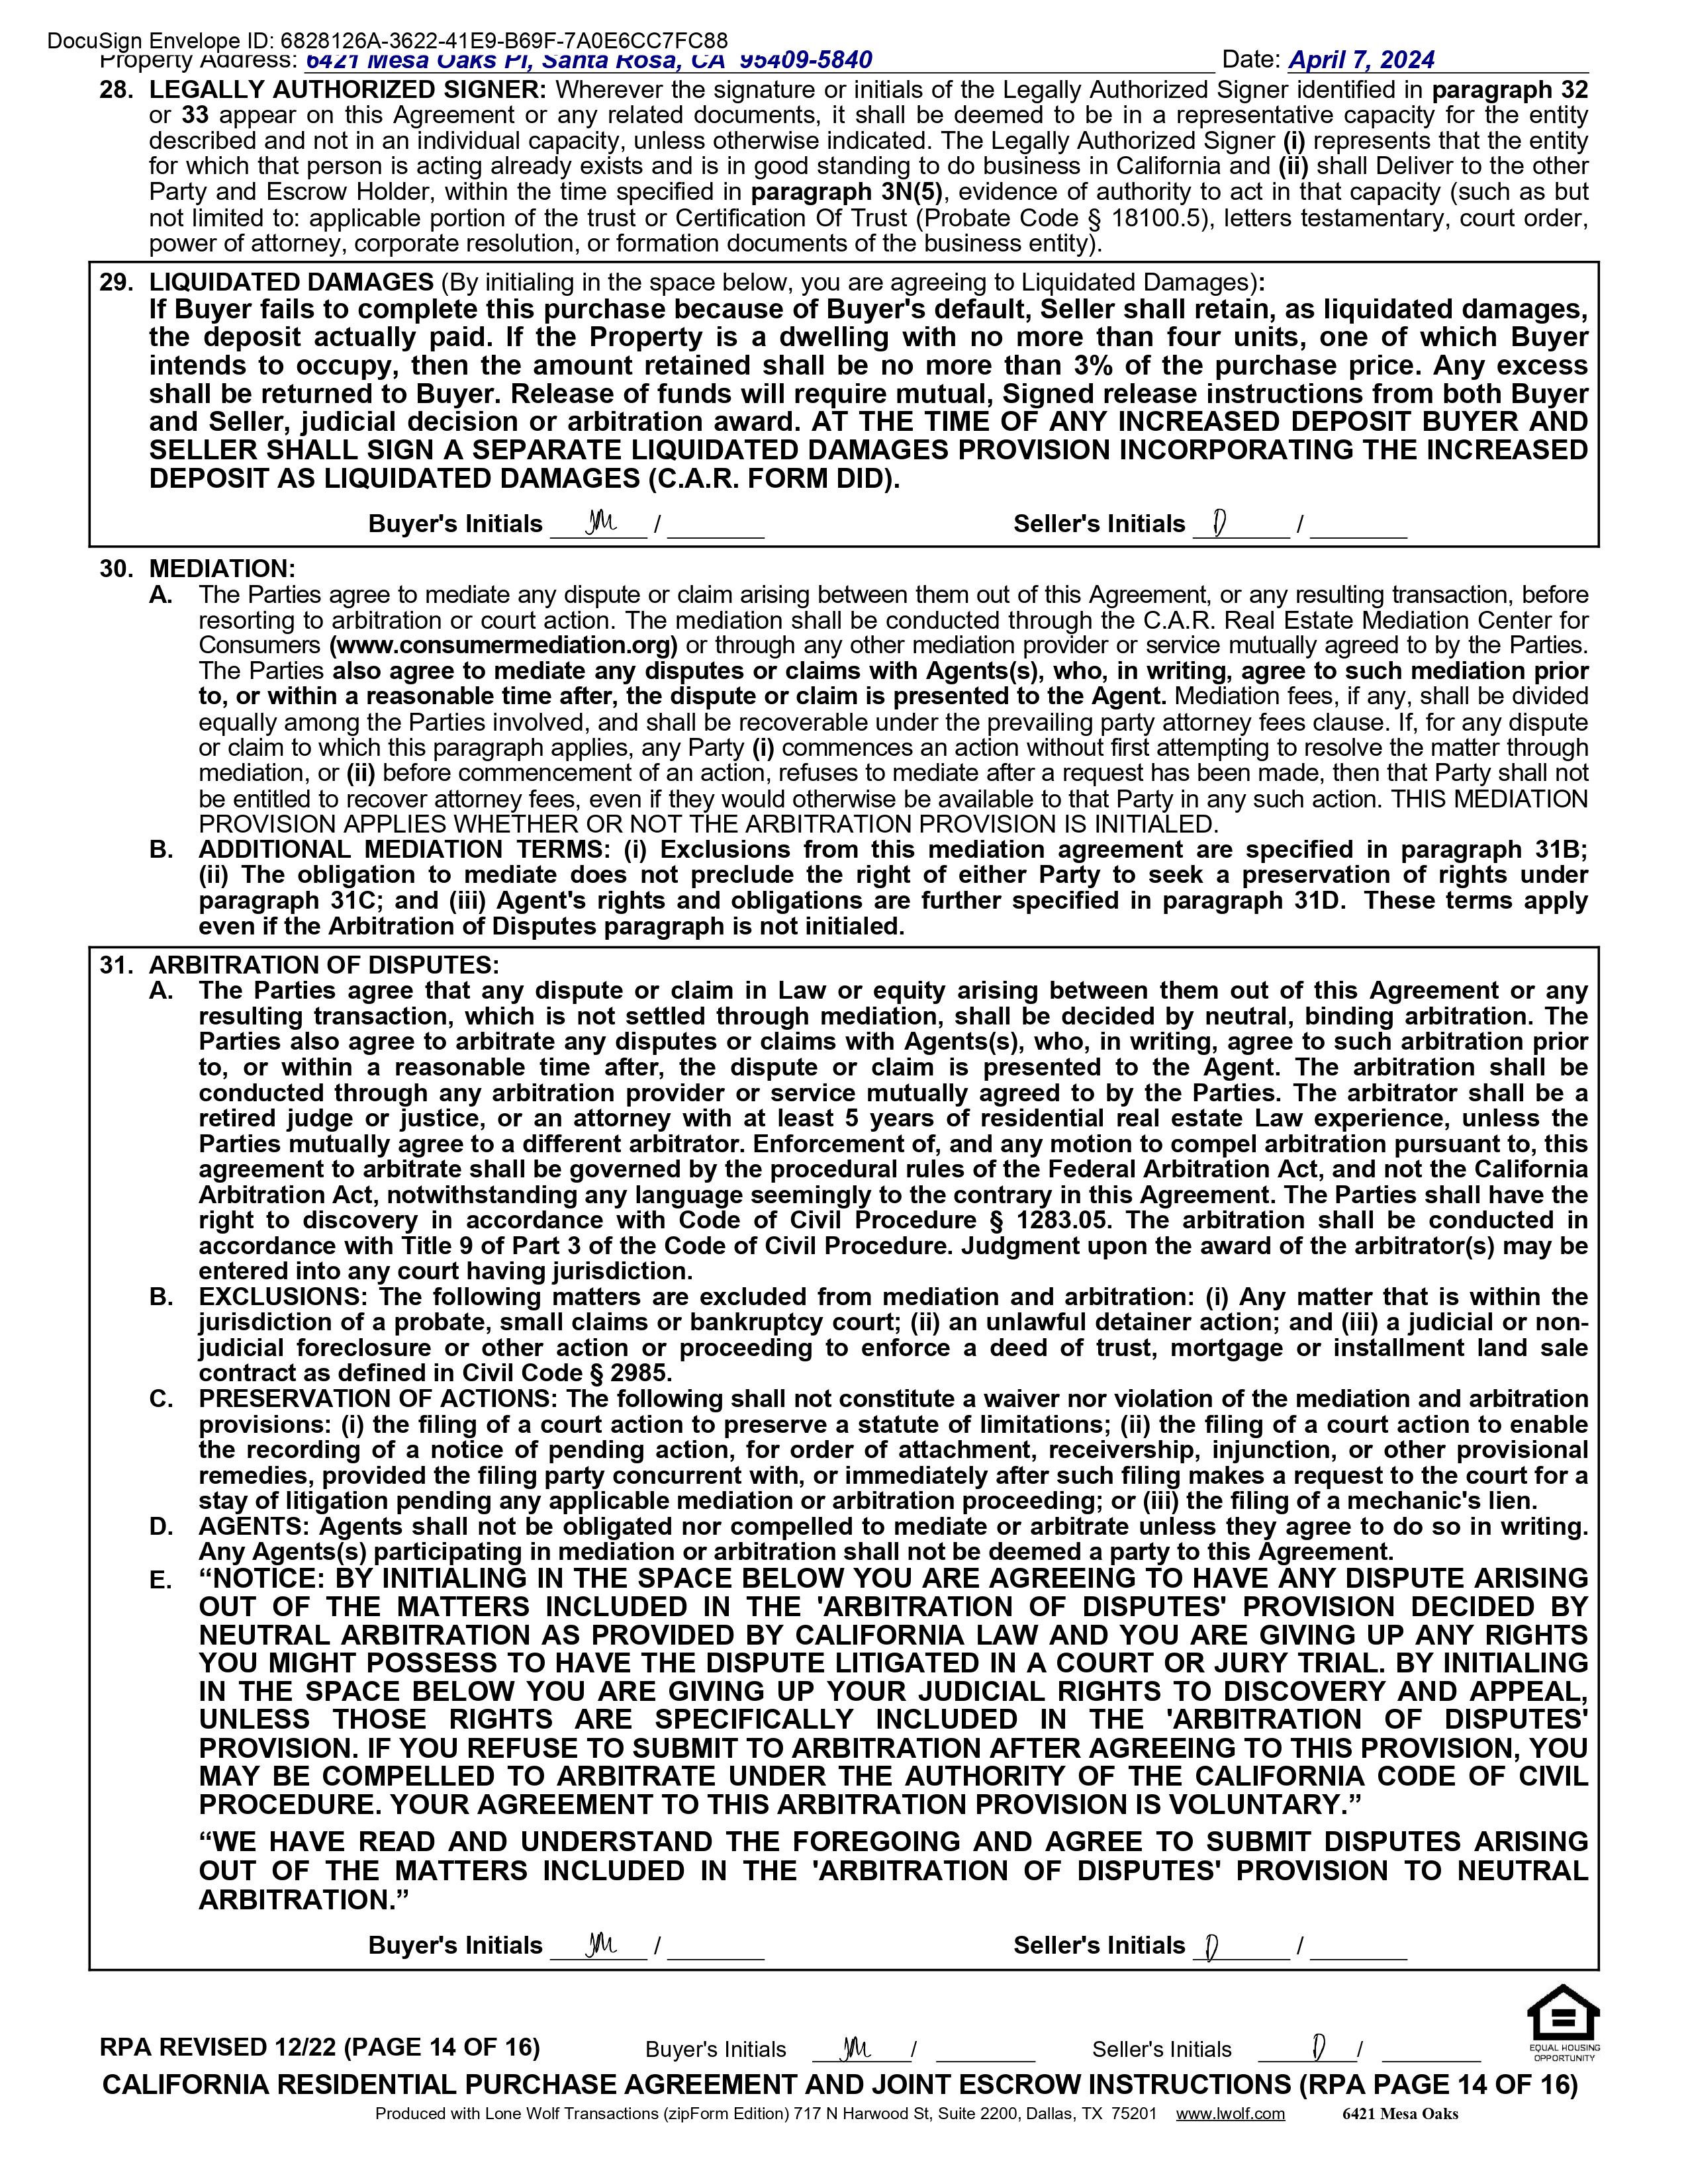 DocuSign Envelope ID: 6828126A-3622-41E9-B69F-7A0E6CC7FC88
Property Address: 6421 Mesa Oaks Pl, Santa Rosa, CA 95409-5840 Date: April 7, 2024
28. LEGALLY AUTHORIZED SIGNER: Wherever the signature or initials of the Legally Authorized Signer identified in paragraph 32
or 33 appear on this Agreement or any related documents, it shall be deemed to be in a representative capacity for the entity
described and not in an individual capacity, unless otherwise indicated. The Legally Authorized Signer (i) represents that the entity
for which that person is acting already exists and is in good standing to do business in California and (ii) shall Deliver to the other
Party and Escrow Holder, within the time specified in paragraph 3N(5), evidence of authority to act in that capacity (such as but
not limited to: applicable portion of the trust or Certification Of Trust (Probate Code § 18100.5), letters testamentary, court order,
power of attorney, corporate resolution, or formation documents of the business entity).
29. LIQUIDATED DAMAGES (By initialing in the space below, you are agreeing to Liquidated Damages):
If Buyer fails to complete this purchase because of Buyer's default, Seller shall retain, as liquidated damages,
the deposit actually paid. If the Property is a dwelling with no more than four units, one of which Buyer
intends to occupy, then the amount retained shall be no more than 3% of the purchase price. Any excess
shall be returned to Buyer. Release of funds will require mutual, Signed release instructions from both Buyer
and Seller, judicial decision or arbitration award. AT THE TIME OF ANY INCREASED DEPOSIT BUYER AND
SELLER SHALL SIGN A SEPARATE LIQUIDATED DAMAGES PROVISION INCORPORATING THE INCREASED
DEPOSIT AS LIQUIDATED DAMAGES (C.A.R. FORM DID).
Buyer's Initials JM / Seller's Initials D /
30. MEDIATION:
A. The Parties agree to mediate any dispute or claim arising between them out of this Agreement, or any resulting transaction, before
resorting to arbitration or court action. The mediation shall be conducted through the C.A.R. Real Estate Mediation Center for
Consumers (www.consumermediation.org) or through any other mediation provider or service mutually agreed to by the Parties.
The Parties also agree to mediate any disputes or claims with Agents(s), who, in writing, agree to such mediation prior
to, or within a reasonable time after, the dispute or claim is presented to the Agent. Mediation fees, if any, shall be divided
equally among the Parties involved, and shall be recoverable under the prevailing party attorney fees clause. If, for any dispute
or claim to which this paragraph applies, any Party (i) commences an action without first attempting to resolve the matter through
mediation, or (ii) before commencement of an action, refuses to mediate after a request has been made, then that Party shall not
be entitled to recover attorney fees, even if they would otherwise be available to that Party in any such action. THIS MEDIATION
PROVISION APPLIES WHETHER OR NOT THE ARBITRATION PROVISION IS INITIALED.
B. ADDITIONAL MEDIATION TERMS: (i) Exclusions from this mediation agreement are specified in paragraph 31B;
(ii) The obligation to mediate does not preclude the right of either Party to seek a preservation of rights under
paragraph 31C; and (iii) Agent's rights and obligations are further specified in paragraph 31D. These terms apply
even if the Arbitration of Disputes paragraph is not initialed.
31. ARBITRATION OF DISPUTES:
A. The Parties agree that any dispute or claim in Law or equity arising between them out of this Agreement or any
resulting transaction, which is not settled through mediation, shall be decided by neutral, binding arbitration. The
Parties also agree to arbitrate any disputes or claims with Agents(s), who, in writing, agree to such arbitration prior
to, or within a reasonable time after, the dispute or claim is presented to the Agent. The arbitration shall be
conducted through any arbitration provider or service mutually agreed to by the Parties. The arbitrator shall be a
retired judge or justice, or an attorney with at least 5 years of residential real estate Law experience, unless the
Parties mutually agree to a different arbitrator. Enforcement of, and any motion to compel arbitration pursuant to, this
agreement to arbitrate shall be governed by the procedural rules of the Federal Arbitration Act, and not the California
Arbitration Act, notwithstanding any language seemingly to the contrary in this Agreement. The Parties shall have the
right to discovery in accordance with Code of Civil Procedure § 1283.05. The arbitration shall be conducted in
accordance with Title 9 of Part 3 of the Code of Civil Procedure. Judgment upon the award of the arbitrator(s) may be
entered into any court having jurisdiction.
B. EXCLUSIONS: The following matters are excluded from mediation and arbitration: (i) Any matter that is within the
jurisdiction of a probate, small claims or bankruptcy court; (ii) an unlawful detainer action; and (iii) a judicial or non-
judicial foreclosure or other action or proceeding to enforce a deed of trust, mortgage or installment land sale
contract as defined in Civil Code § 2985.
C. PRESERVATION OF ACTIONS: The following shall not constitute a waiver nor violation of the mediation and arbitration
provisions: (i) the filing of a court action to preserve a statute of limitations; (ii) the filing of a court action to enable
the recording of a notice of pending action, for order of attachment, receivership, injunction, or other provisional
remedies, provided the filing party concurrent with, or immediately after such filing makes a request to the court for a
stay of litigation pending any applicable mediation or arbitration proceeding; or (iii) the filing of a mechanic's lien.
D. AGENTS: Agents shall not be obligated nor compelled to mediate or arbitrate unless they agree to do so in writing.
Any Agents(s) participating in mediation or arbitration shall not be deemed a party to this Agreement.
E. “NOTICE: BY INITIALING IN THE SPACE BELOW YOU ARE AGREEING TO HAVE ANY DISPUTE ARISING
OUT OF THE MATTERS INCLUDED IN THE 'ARBITRATION OF DISPUTES' PROVISION DECIDED BY
NEUTRAL ARBITRATION AS PROVIDED BY CALIFORNIA LAW AND YOU ARE GIVING UP ANY RIGHTS
YOU MIGHT POSSESS TO HAVE THE DISPUTE LITIGATED IN A COURT OR JURY TRIAL. BY INITIALING
IN THE SPACE BELOW YOU ARE GIVING UP YOUR JUDICIAL RIGHTS TO DISCOVERY AND APPEAL,
UNLESS THOSE RIGHTS ARE SPECIFICALLY INCLUDED IN THE 'ARBITRATION OF DISPUTES'
PROVISION. IF YOU REFUSE TO SUBMIT TO ARBITRATION AFTER AGREEING TO THIS PROVISION, YOU
MAY BE COMPELLED TO ARBITRATE UNDER THE AUTHORITY OF THE CALIFORNIA CODE OF CIVIL
PROCEDURE. YOUR AGREEMENT TO THIS ARBITRATION PROVISION IS VOLUNTARY.”
“WE HAVE READ AND UNDERSTAND THE FOREGOING AND AGREE TO SUBMIT DISPUTES ARISING
OUT OF THE MATTERS INCLUDED IN THE 'ARBITRATION OF DISPUTES' PROVISION TO NEUTRAL
ARBITRATION.”
Buyer's Initials JM / Seller's Initials D /
RPA REVISED 12/22 (PAGE 14 OF 16) Buyer's Initials JM / Seller's Initials D /
EQUAL HOUSING
OPPORTUNITY
CALIFORNIA RESIDENTIAL PURCHASE AGREEMENT AND JOINT ESCROW INSTRUCTIONS (RPA PAGE 14 OF 16)
Produced with Lone Wolf Transactions (zipForm Edition) 717 N Harwood St, Suite 2200, Dallas, TX 75201 www.lwolf.com 6421 Mesa Oaks